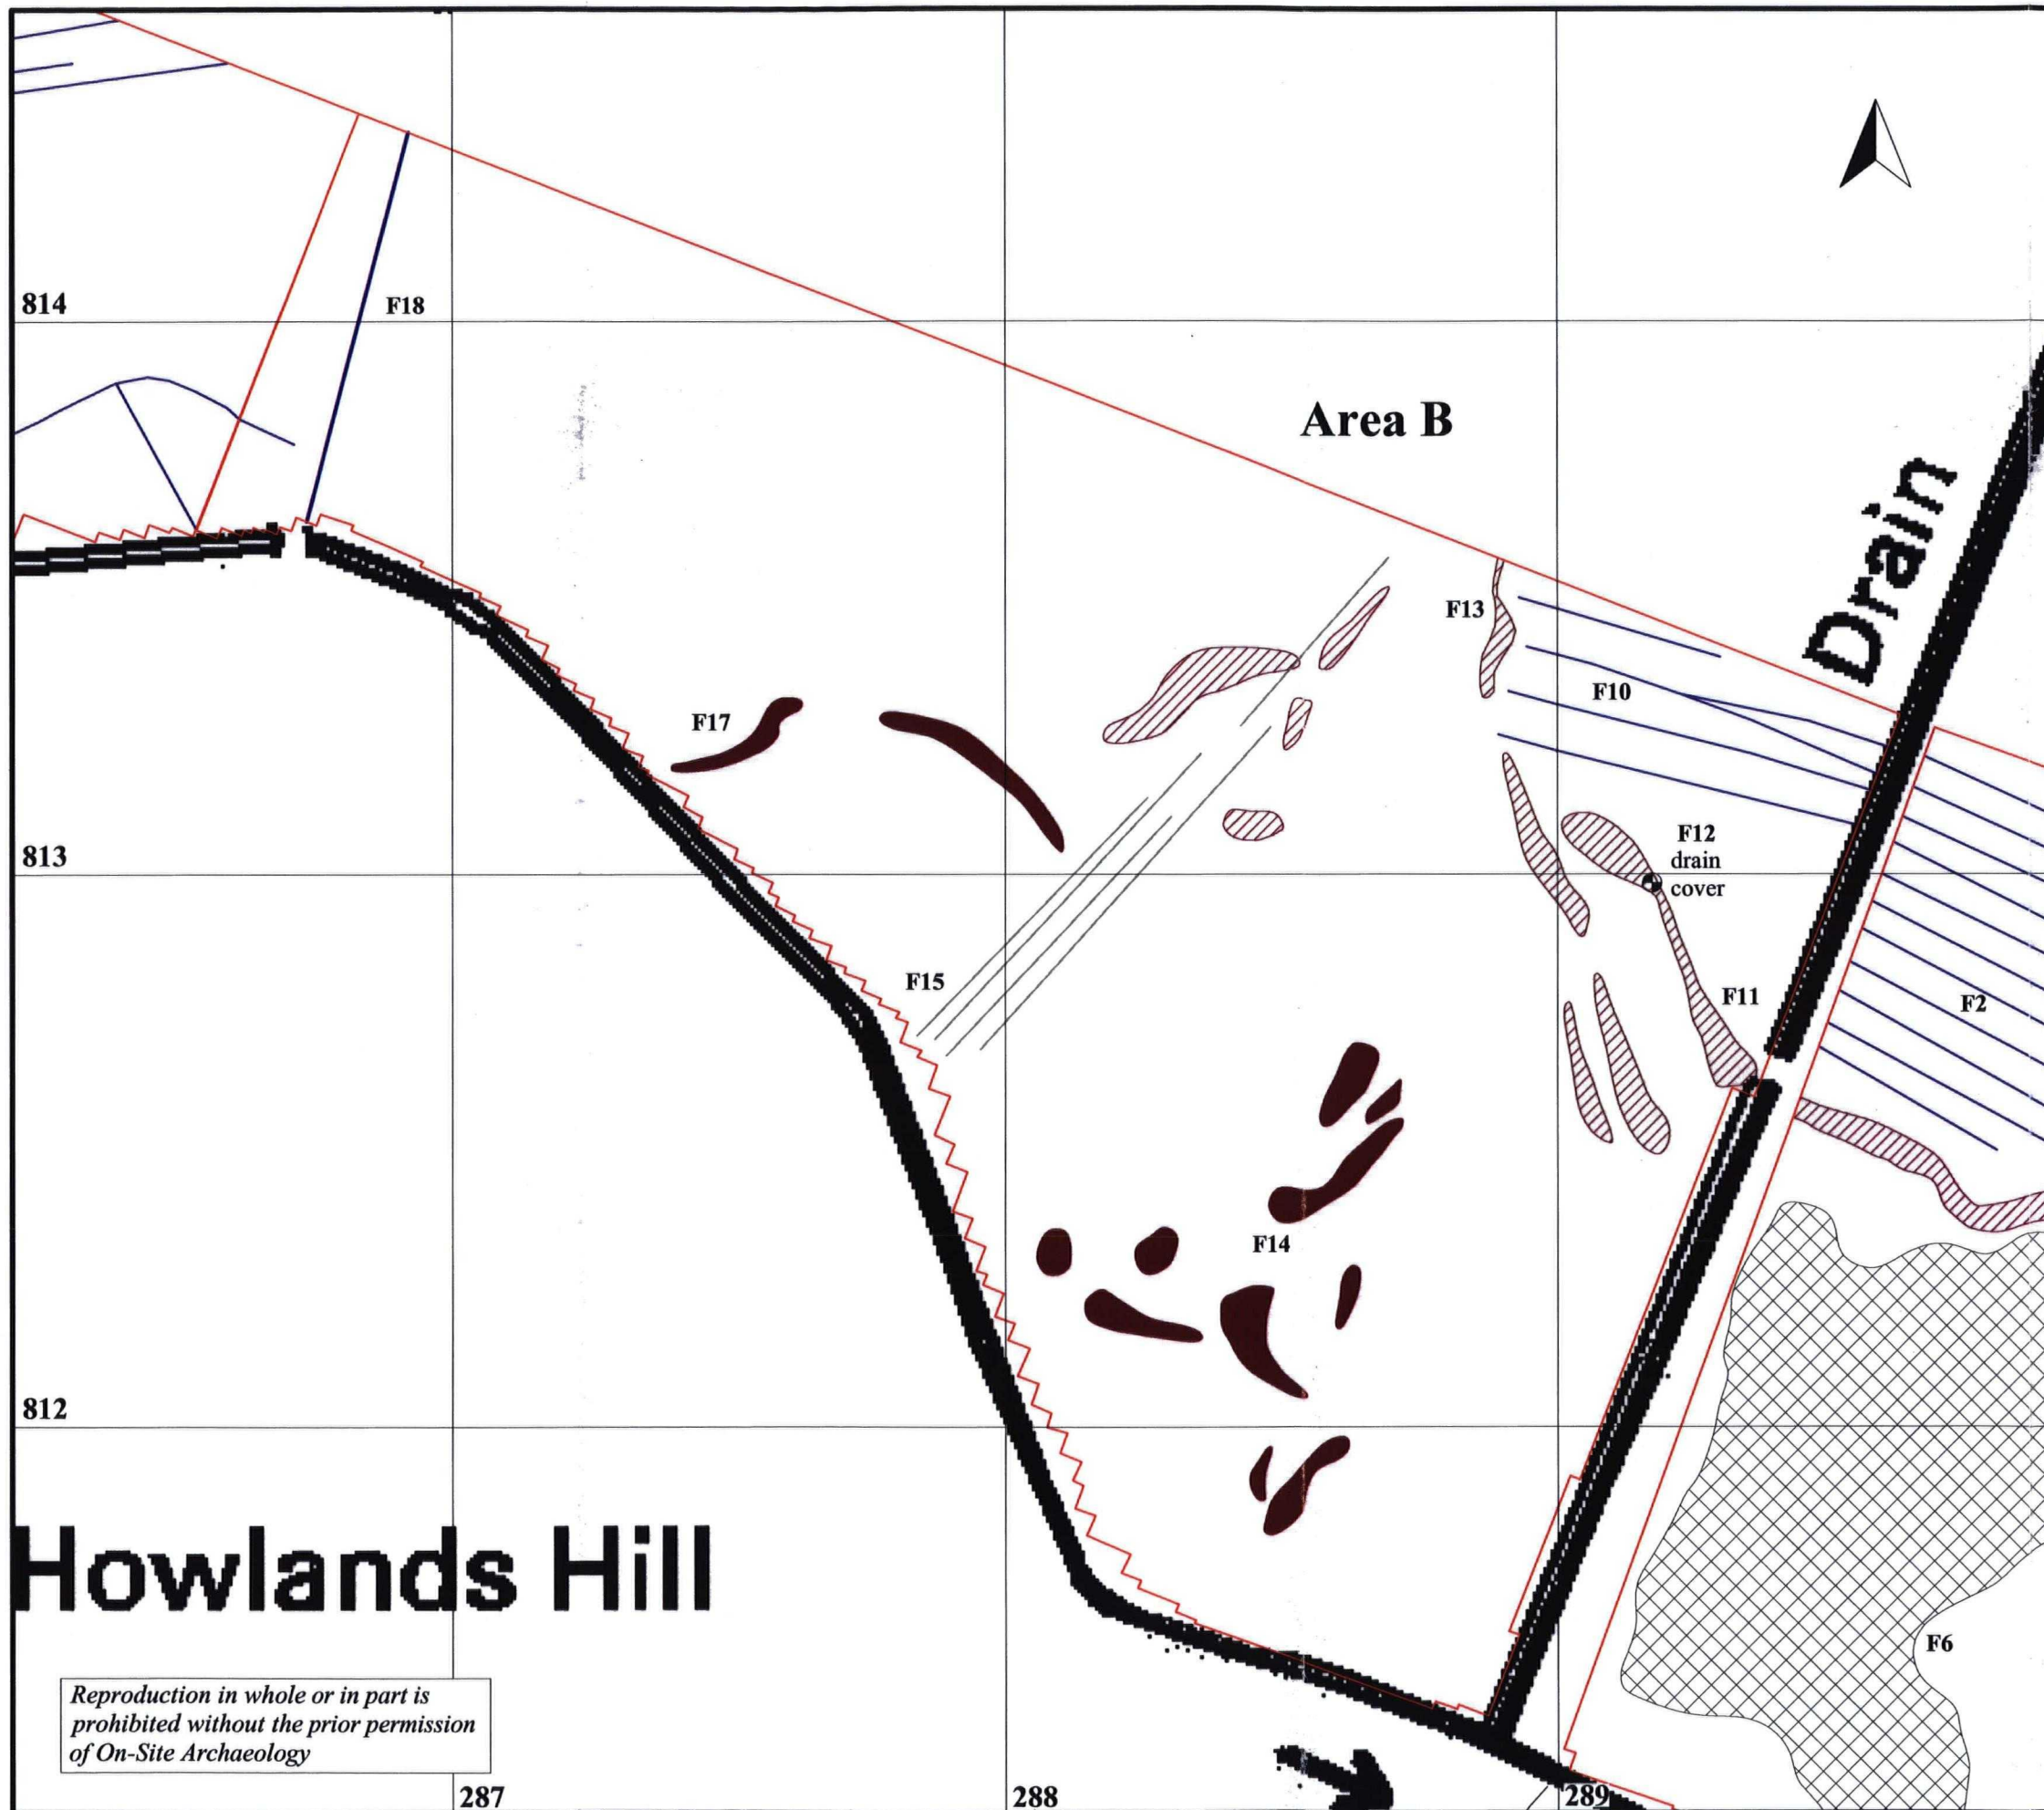 814
F18
Area B
Drain
F13
F10
F17
813
F12
drain
cover
F15
F11
F2
F14
812
Howlands Hill
F6
Reproduction in whole or in part is
prohibited without the prior permission
of On-Site Archaeology
287
288
289